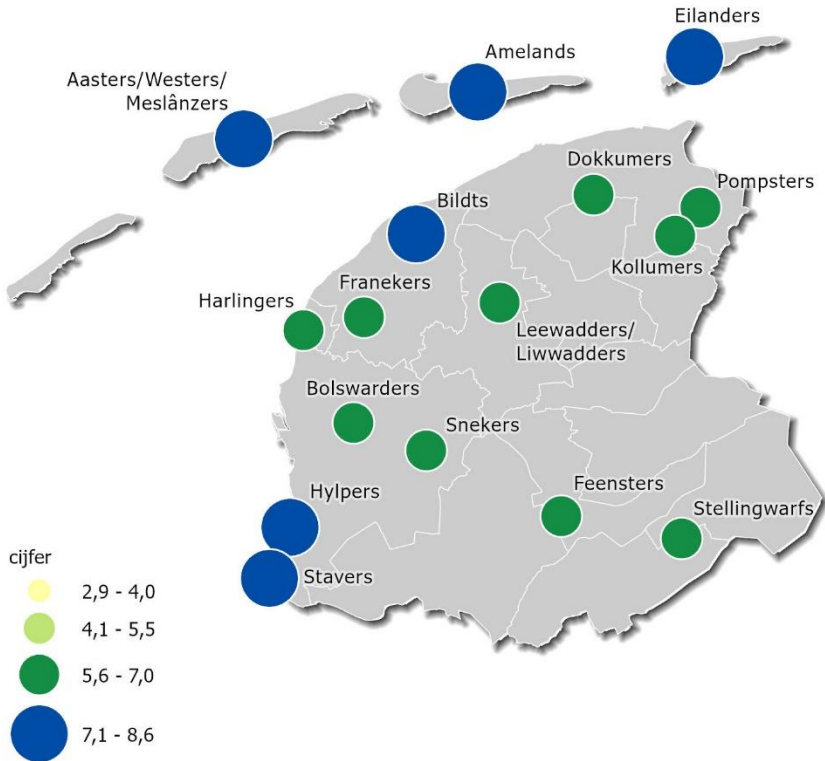 Eilanders
Amelands
Aasters/Westers/
Meslânzers
Dokkumers
Pompsters
Bildts
Kollumers
Franekers
Harlingers
Leewadders/
Liwwadders
Bolswarders
Snekers
Hylpers
Feensters
Stellingwarfs
Stavers
cijfer
2,9 - 4,0
4,1 - 5,5
5,6 - 7,0
7,1 - 8,6